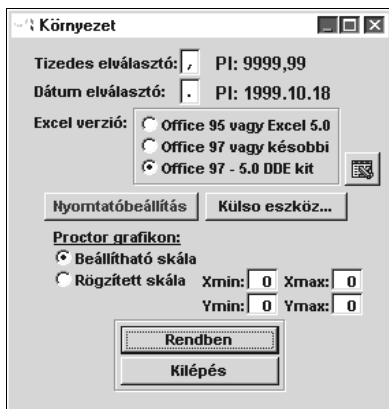 Környezet
Tizedes elválasztó: , PI: 9999,99
Dátum elválasztó: . PI: 1999.10.18
Excel verzió: Office 95 vagy Excel 5.0
Office 97 vagy későbbi
Office 97 - 5.0 DDE kit
Nyomtatóbeállítás Külso eszköz...
Proctor grafikon:
Beállítható skála
Rögzített skála Xmin: 0 Xmax: 0
Ymin: 0 Ymax: 0
Rendben
Kilépés